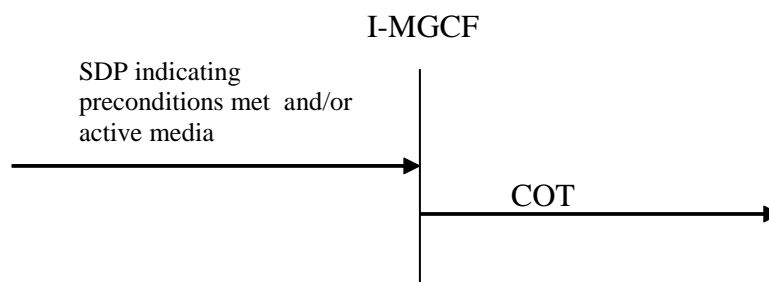 I-MGCF
SDP indicating
preconditions met and/or
active media
COT